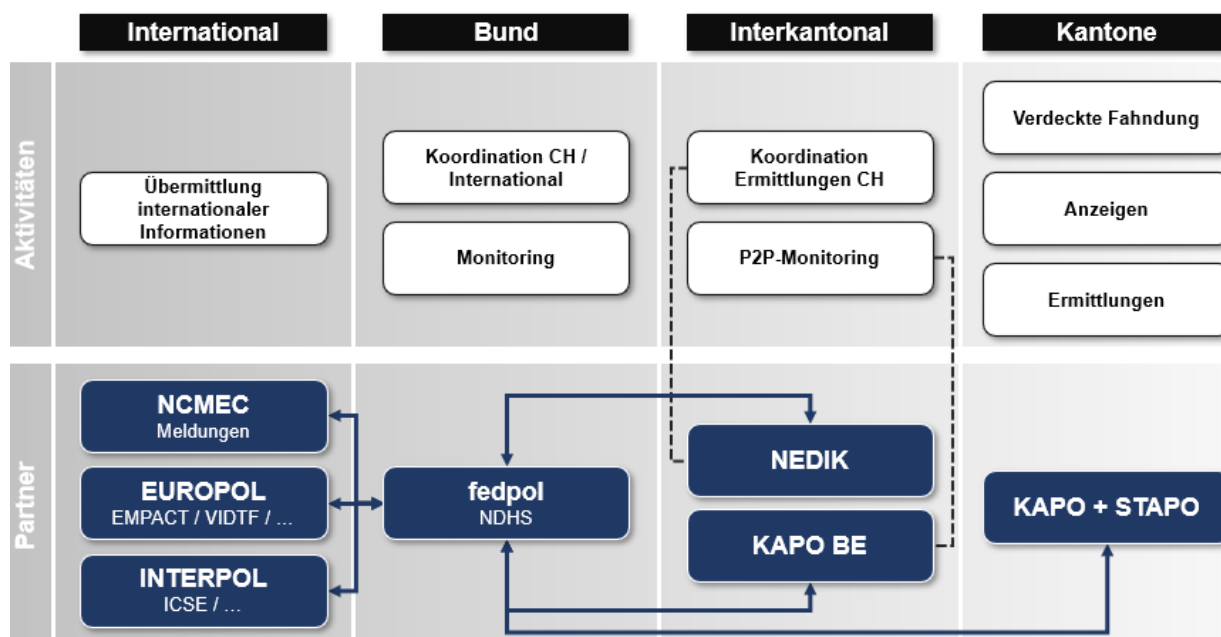 International
Bund
Interkantonal
Kantone
Aktivitäten
Übermittlung
internationaler
Informationen
Koordination CH /
International
Monitoring
Koordination
Ermittlungen CH
P2P-Monitoring
Verdeckte Fahndung
Anzeigen
Ermittlungen
Partner
NCMEC
Meldungen
EUROPOL
EMPACT / VIDTF / ...
INTERPOL
ICSE / ...
fedpol
NDHS
NEDIK
KAPO BE
KAPO + STAPO